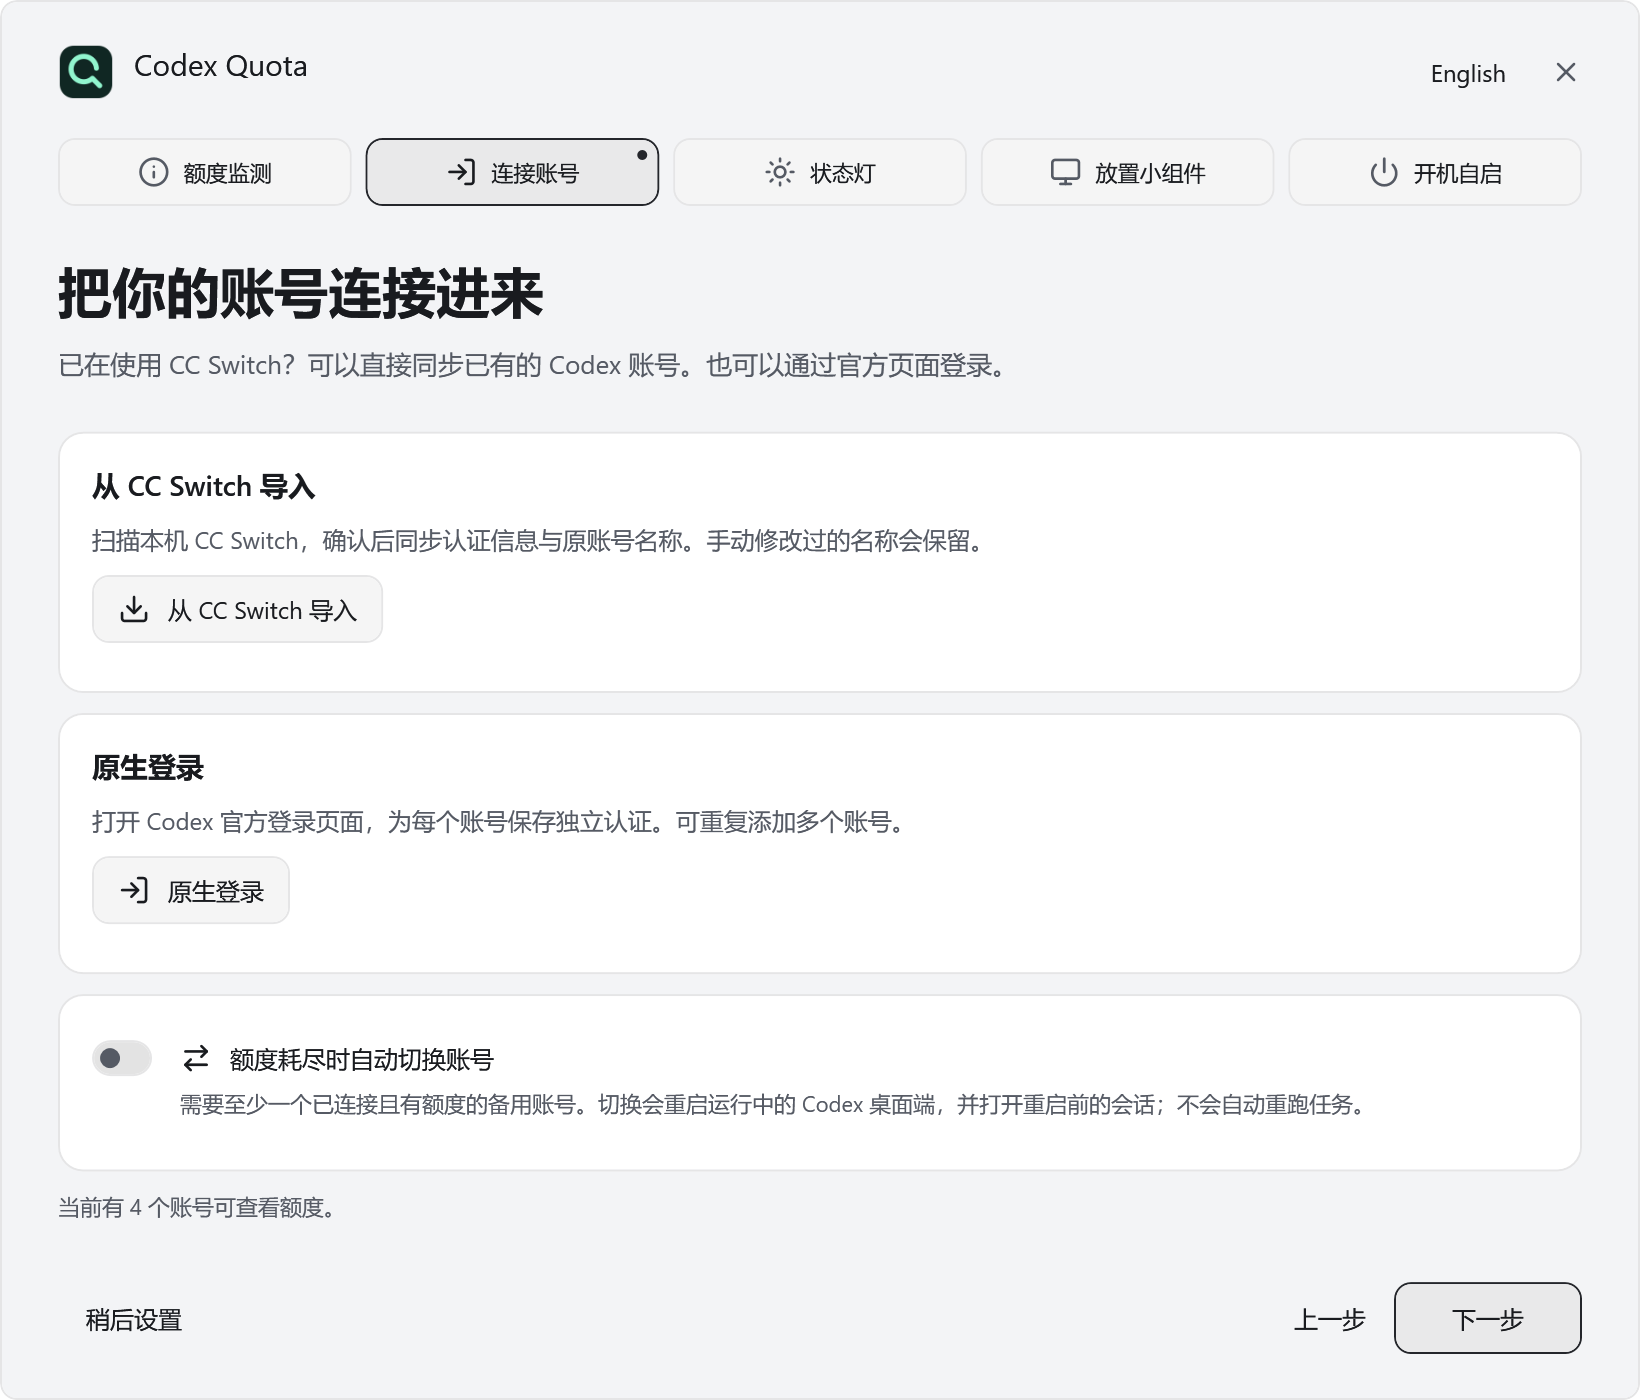 Codex Quota
English
额度监测
连接账号
状态灯
放置小组件
开机自启
把你的账号连接进来
已在使用 CC Switch？可以直接同步已有的 Codex 账号。也可以通过官方页面登录。
从 CC Switch 导入
扫描本机 CC Switch，确认后同步认证信息与原账号名称。手动修改过的名称会保留。
从 CC Switch 导入
原生登录
打开 Codex 官方登录页面，为每个账号保存独立认证。可重复添加多个账号。
原生登录
额度耗尽时自动切换账号
需要至少一个已连接且有额度的备用账号。切换会重启运行中的 Codex 桌面端，并打开重启前的会话；不会自动重跑任务。
当前有 4 个账号可查看额度。
稍后设置
上一步
下一步